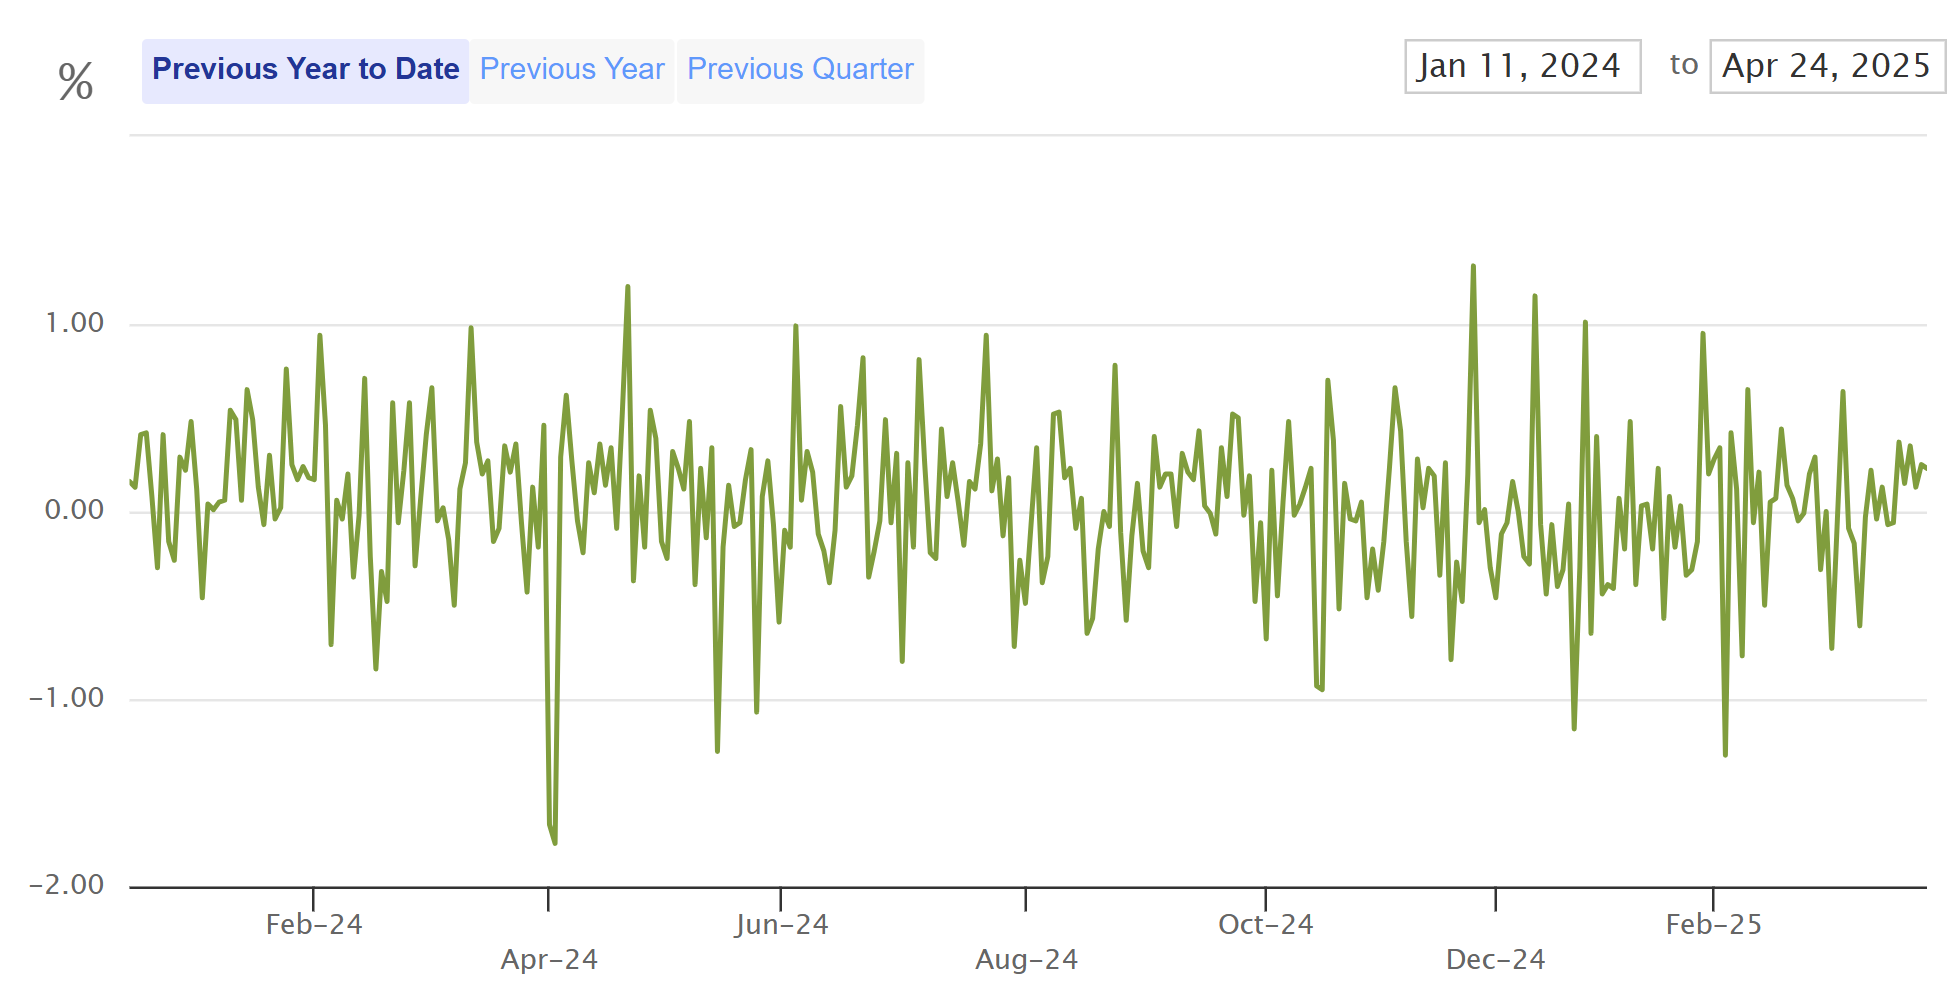 %
Previous Year to Date Previous Year Previous Quarter
Jan 11, 2024 to Apr 24, 2025
1.00
0.00
-1.00
-2.00
Feb-24
Apr-24
Jun-24
Aug-24
Oct-24
Dec-24
Feb-25